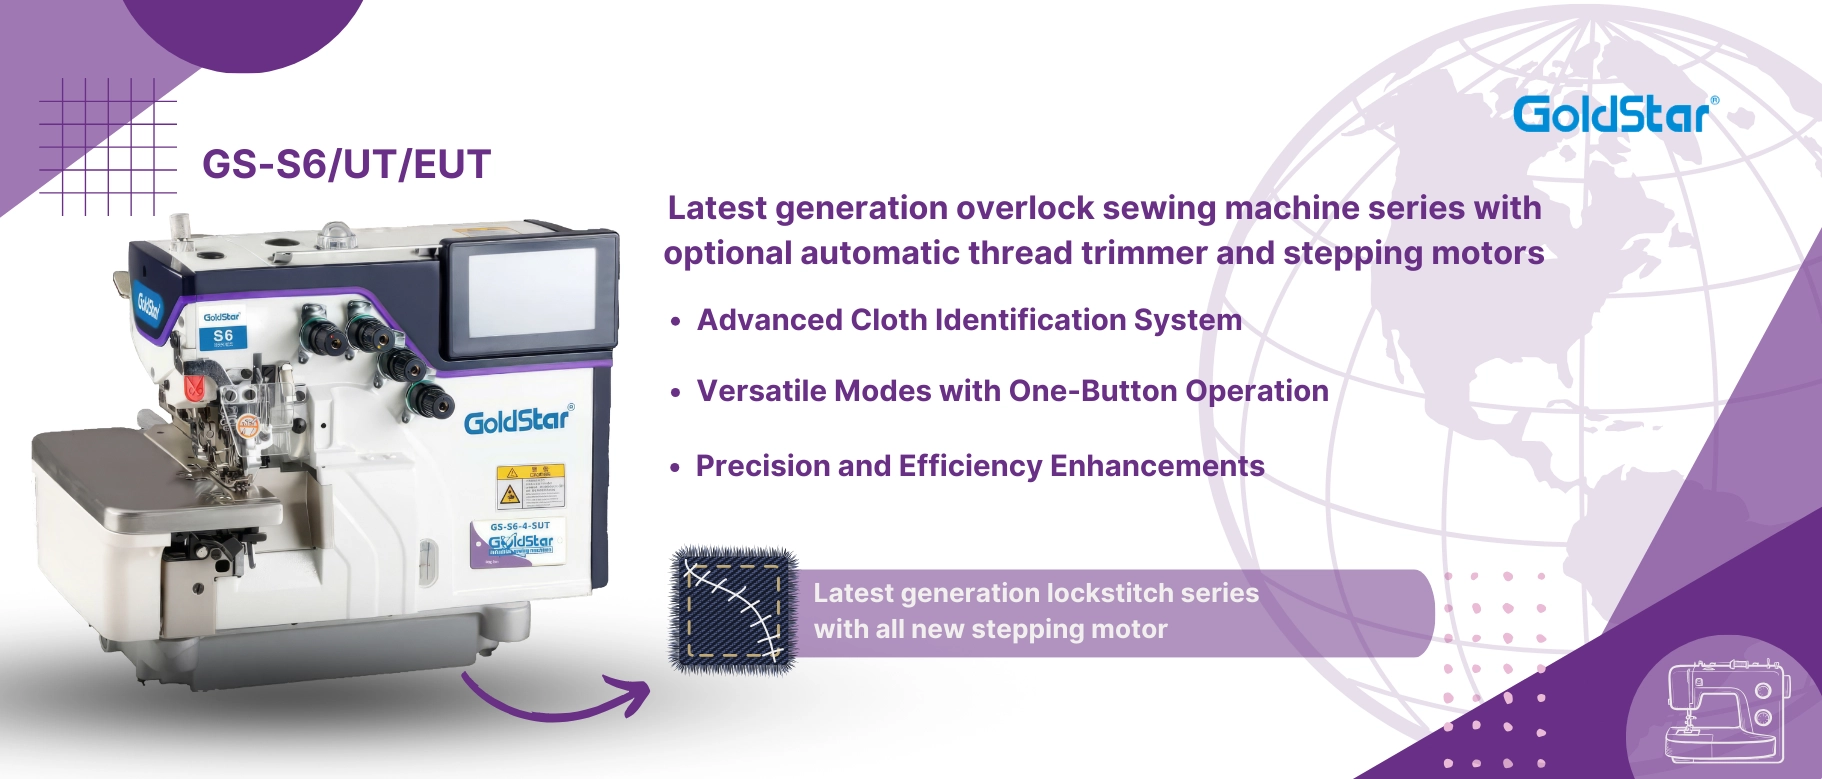 GoldStar®
GS-S6/UT/EUT
Latest generation overlock sewing machine series with
optional automatic thread trimmer and stepping motors
• Advanced Cloth Identification System
• Versatile Modes with One-Button Operation
• Precision and Efficiency Enhancements
Latest generation lockstitch series
with all new stepping motor
GoldStar
GoldStar
S6
GoldStar®
GS-S6-4-SUT
GoldStar